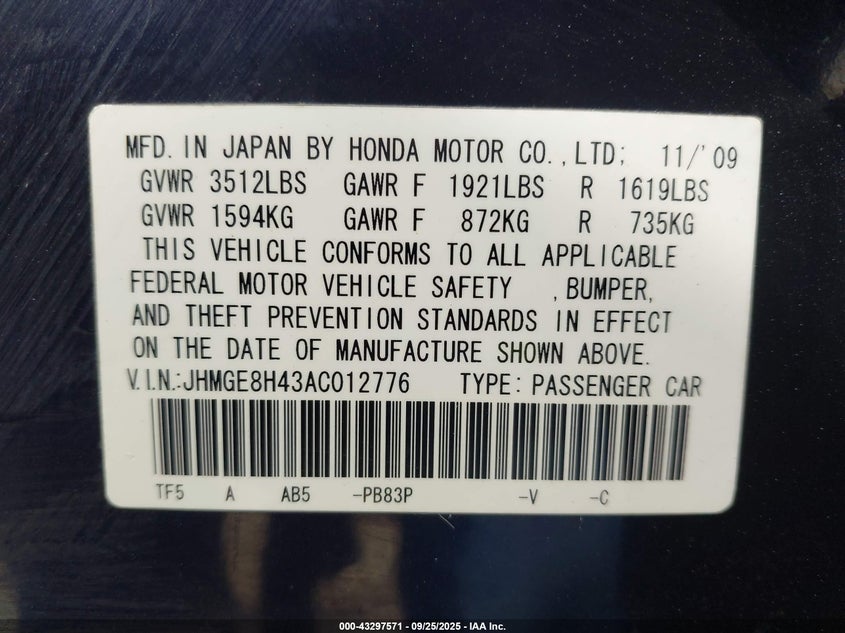 MFD. IN JAPAN BY HONDA MOTOR CO.,LTD; 11/'09
GVWR 3512LBS GAWR F 1921LBS R 1619LBS
GVWR 1594KG GAWR F 872KG R 735KG
THIS VEHICLE CONFORMS TO ALL APPLICABLE
FEDERAL MOTOR VEHICLE SAFETY , BUMPER,
AND THEFT PREVENTION STANDARDS IN EFFECT
ON THE DATE OF MANUFACTURE SHOWN ABOVE.
V.I.N.:JHMGE8H43AC012776 TYPE: PASSENGER CAR
TF5 A AB5 -PB83P -V -C
000-43297571 - 09/25/2025 - IAA Inc.